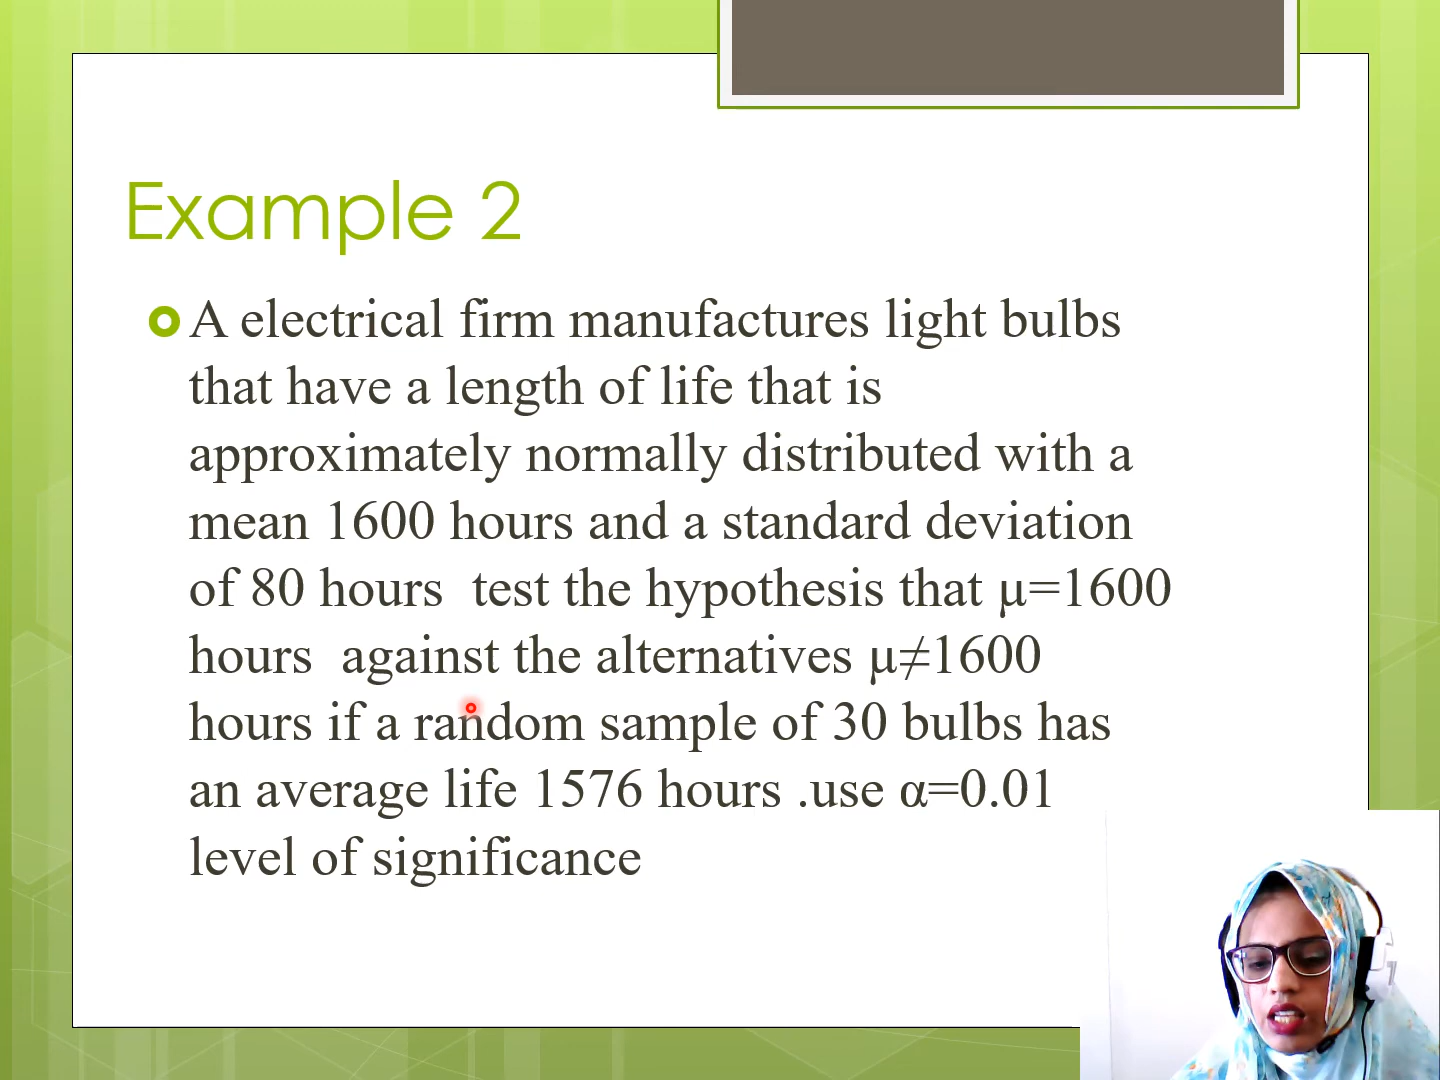 Example 2
A electrical firm manufactures light bulbs
that have a length of life that is
approximately normally distributed with a
mean 1600 hours and a standard deviation
of 80 hours  test the hypothesis that μ=1600
hours  against the alternatives μ≠1600
hours if a random sample of 30 bulbs has
an average life 1576 hours .use α=0.01
level of significance